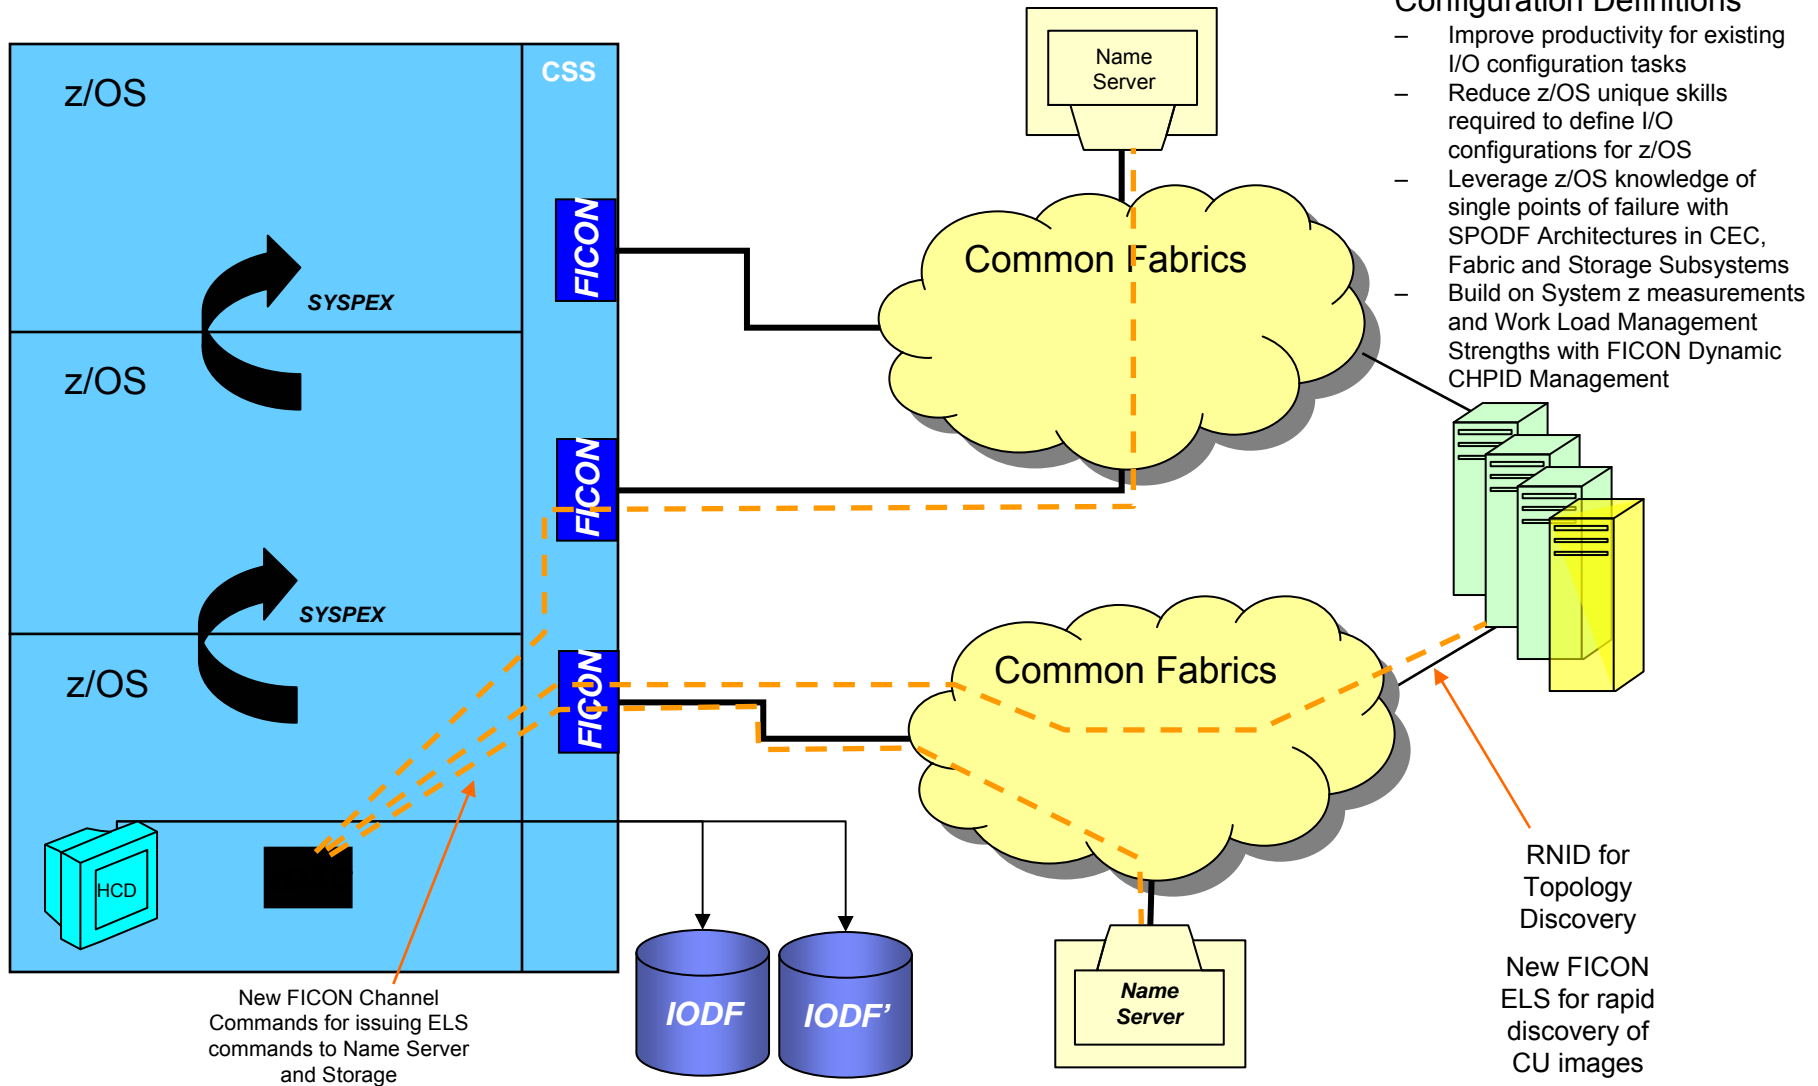 Configuration Definitions
– Improve productivity for existing
I/O configuration tasks
– Reduce z/OS unique skills
required to define I/O
configurations for z/OS
– Leverage z/OS knowledge of
single points of failure with
SPODF Architectures in CEC,
Fabric and Storage Subsystems
– Build on System z measurements
and Work Load Management
Strengths with FICON Dynamic
CHPID Management
z/OS
CSS
Name
Server
FICON
Common Fabrics
SYSPEX
z/OS
FICON
SYSPEX
z/OS
FICON
Common Fabrics
HCD
RNID for
Topology
Discovery
New FICON
ELS for rapid
discovery of
CU images
New FICON Channel
Commands for issuing ELS
commands to Name Server
and Storage
IODF
IODF’
Name
Server